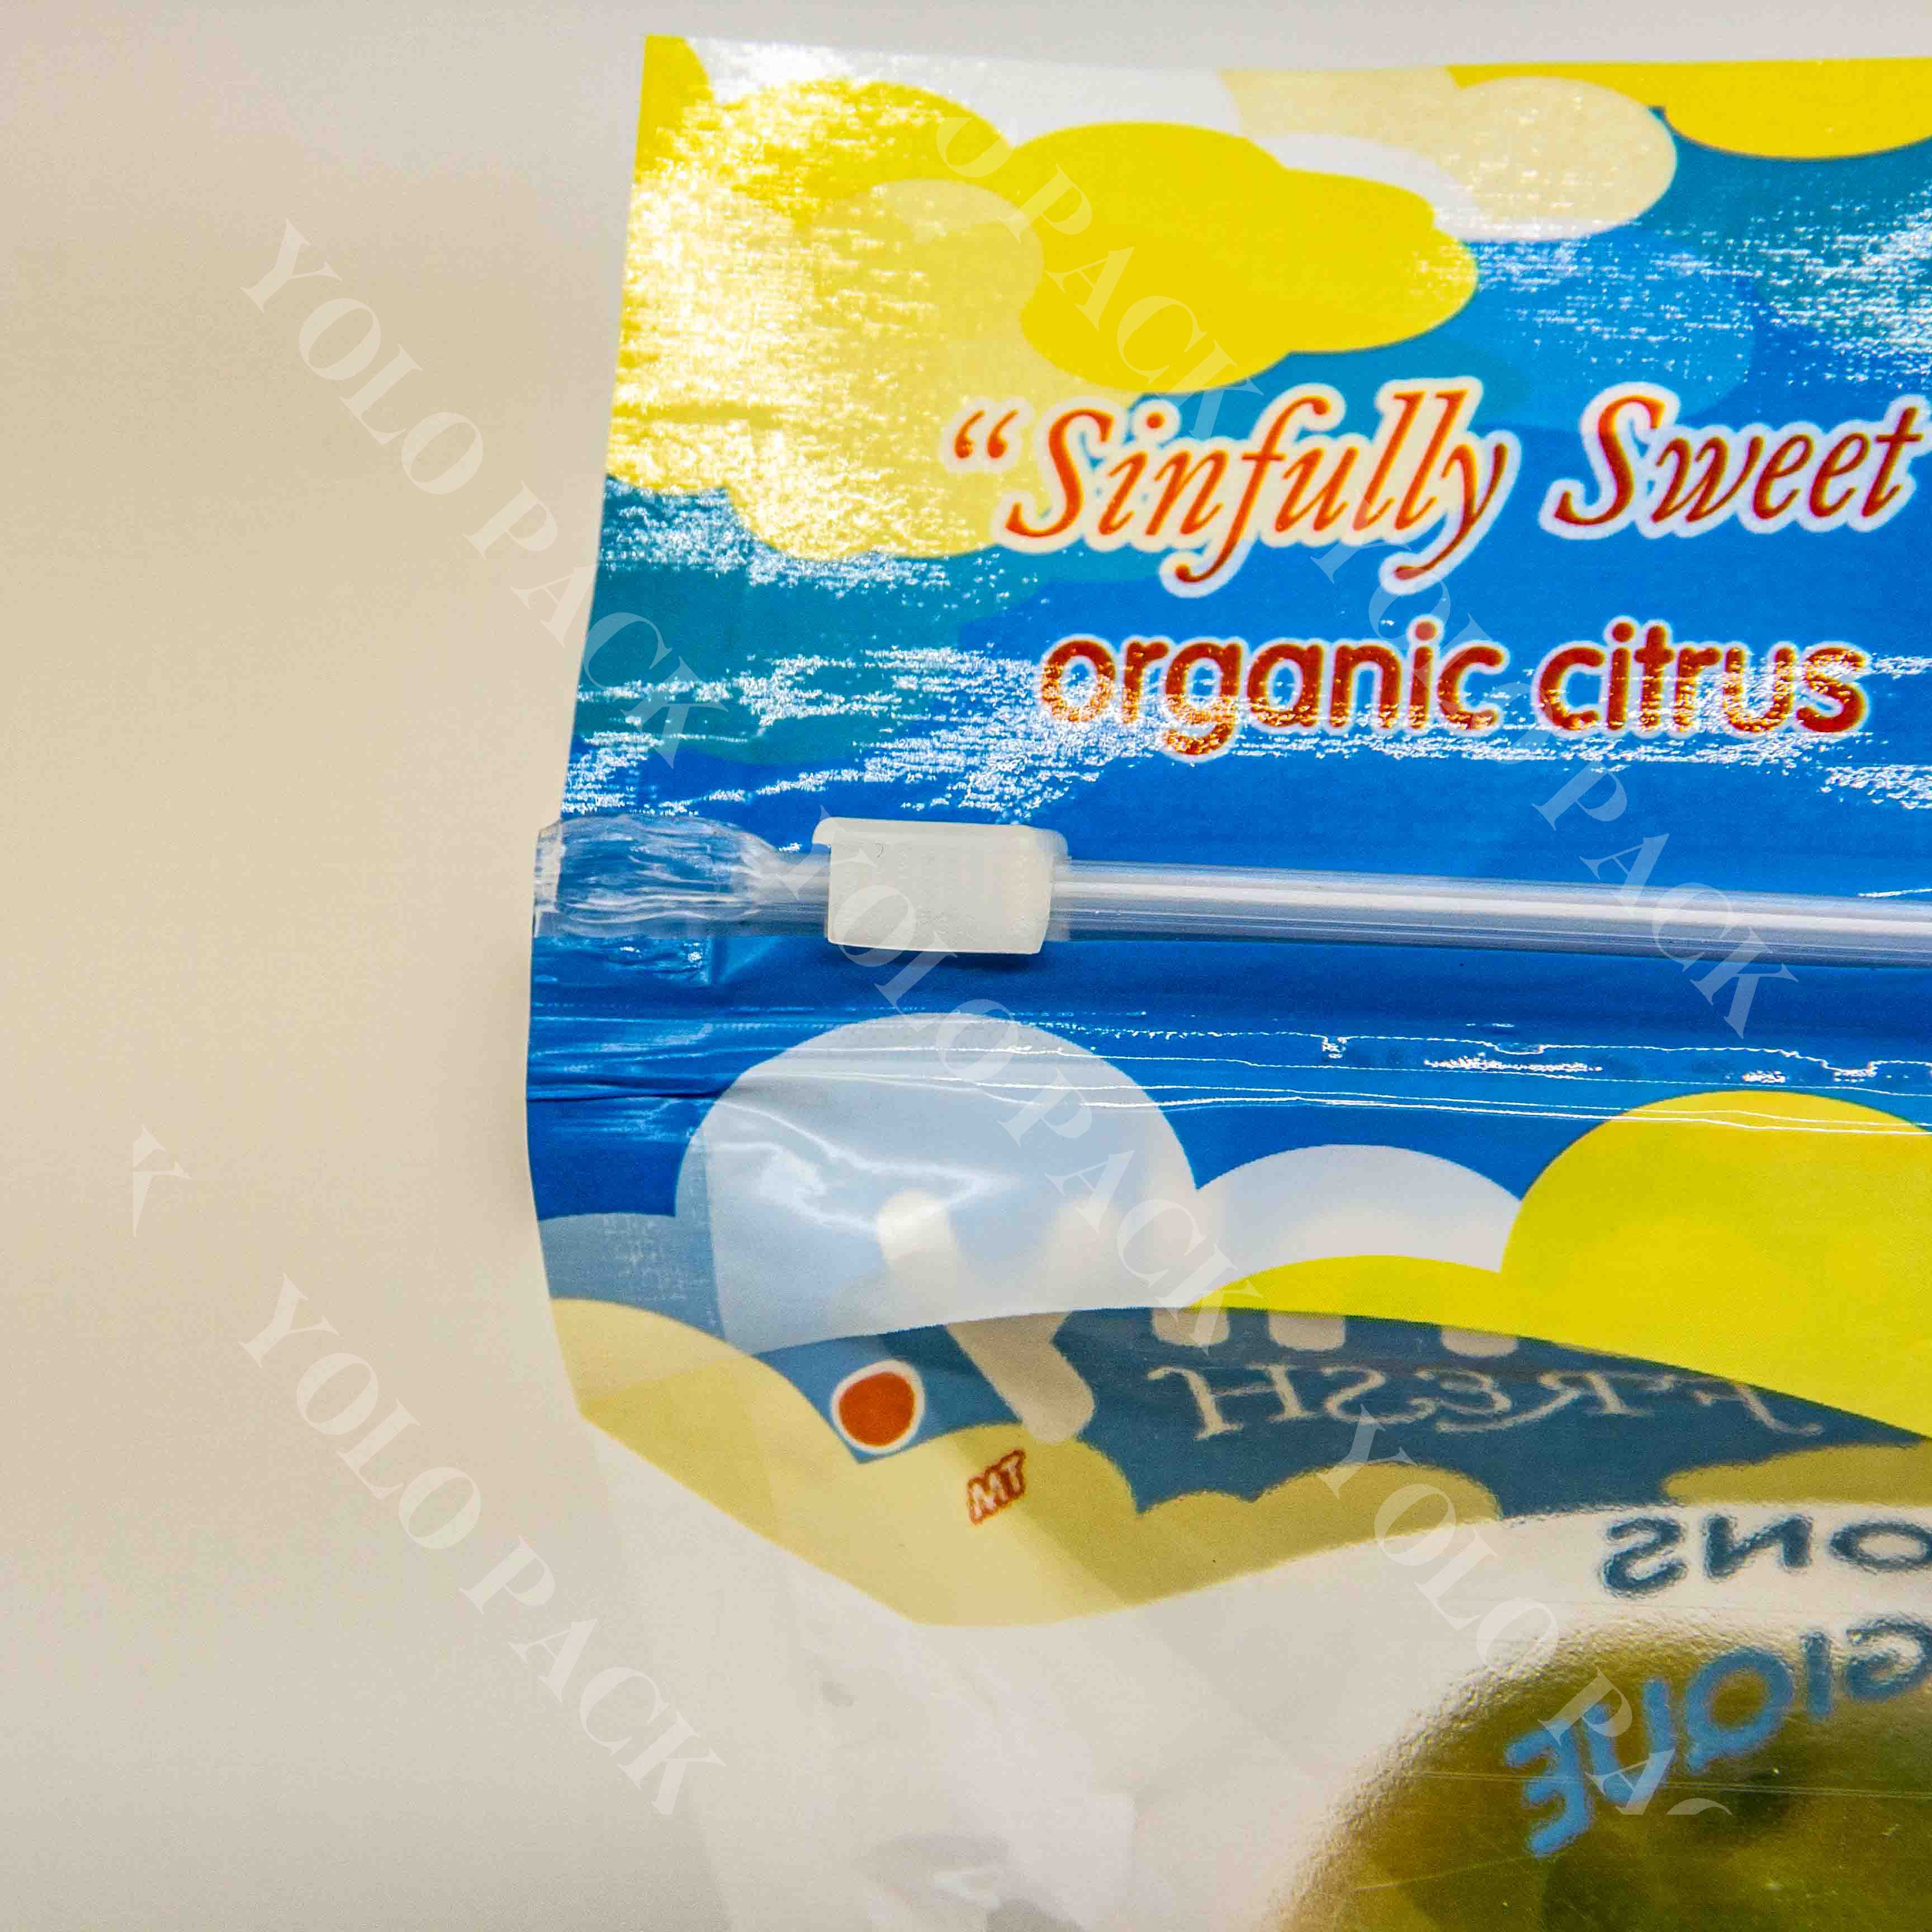 “Sinfully Sweet
organic citrus
FRESH
MT
ONS
YOLO PACK
YOLO PACK
YOLO PACK
YOLO PACK
YOLO PACK